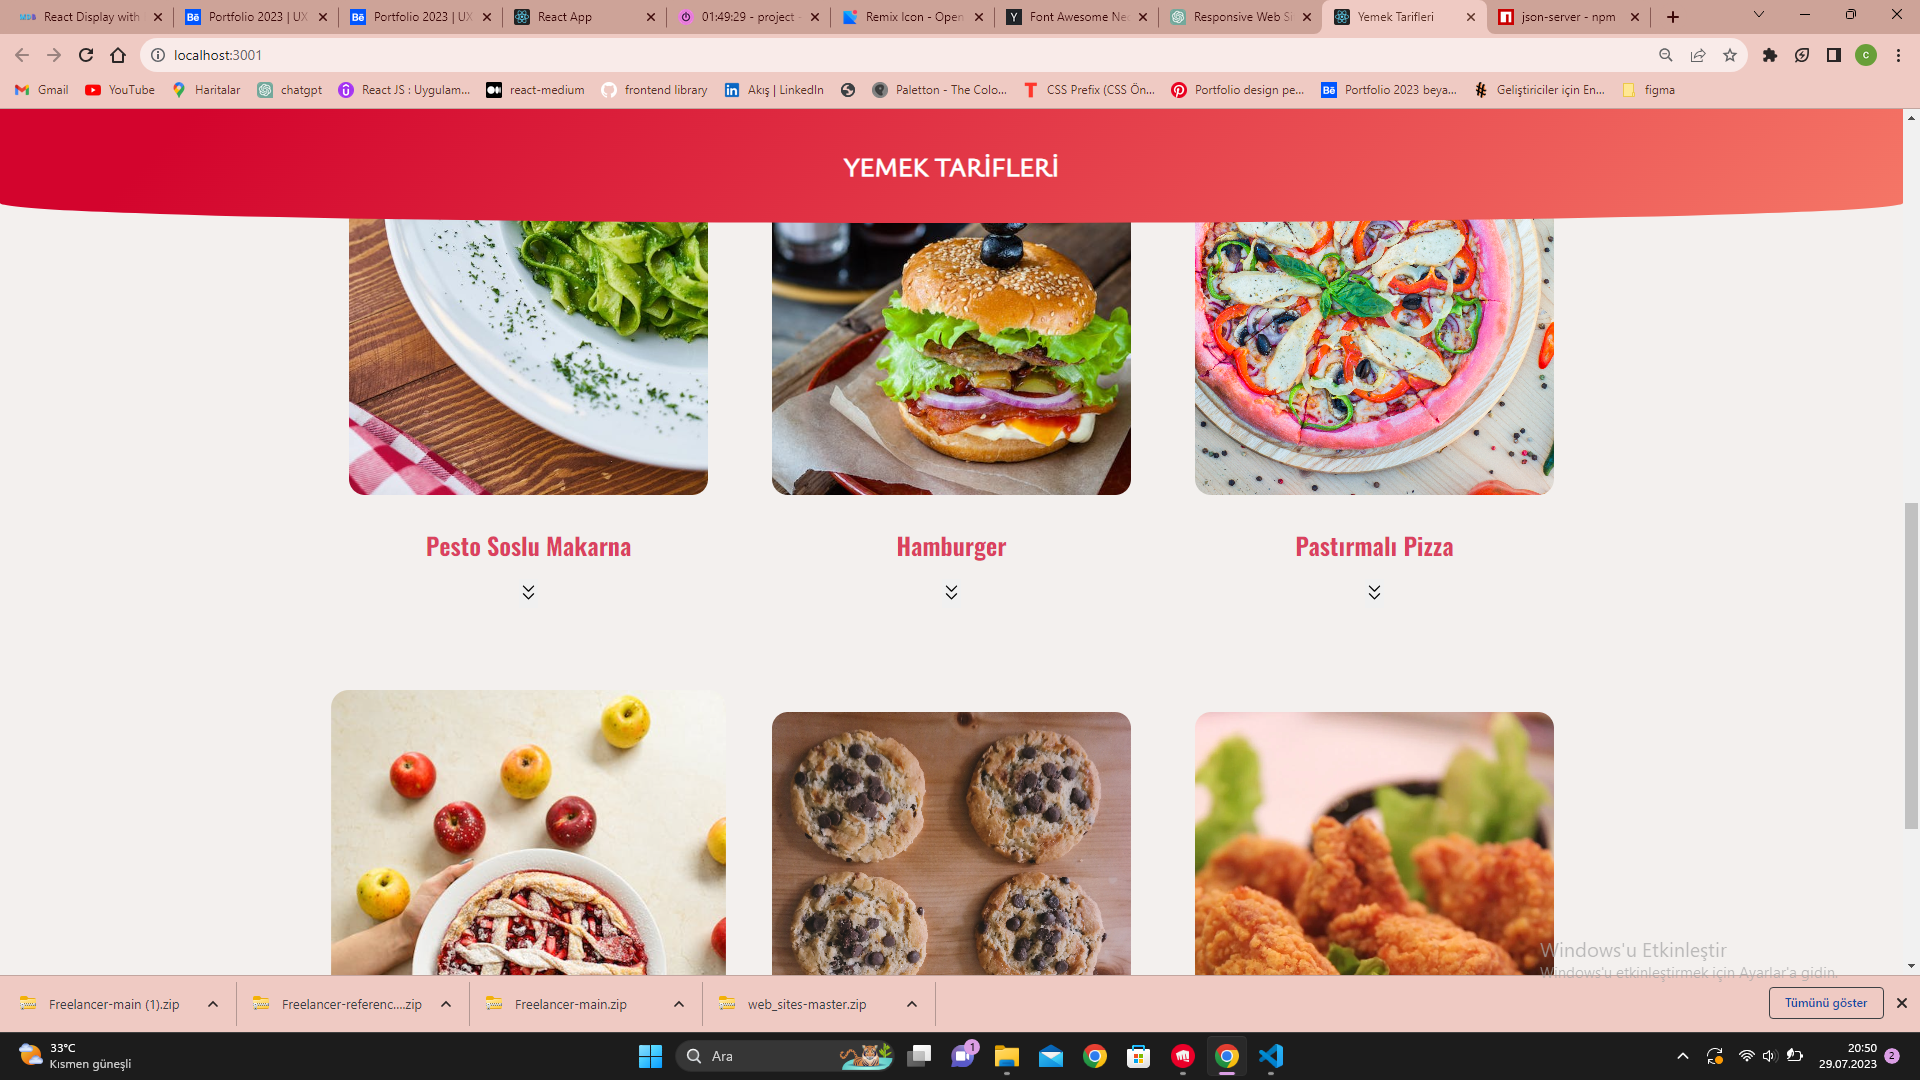 React Display with
Portfolio 2023 | UX
Portfolio 2023 | UX
React App
01:49:29 - project
Remix Icon - Open
Font Awesome Ne
Responsive Web Si
Yemek Tarifleri
json-server - npm
localhost:3001
Gmail
YouTube
Haritalar
chatgpt
React JS : Uygulam...
react-medium
frontend library
Akış | LinkedIn
Paletton - The Colo...
CSS Prefix (CSS Ön...
Portfolio design pe...
Portfolio 2023 beya...
Geliştiriciler için En...
figma
YEMEK TARİFLERİ
Pesto Soslu Makarna
Hamburger
Pastırmalı Pizza
Windows'u Etkinleştir
Windows'u etkinleştirmek için Ayarlar'a gidin.
Freelancer-main (1).zip
Freelancer-referenc....zip
Freelancer-main.zip
web_sites-master.zip
Tümünü göster
33°C
Kısmen güneşli
Ara
1
20:50
29.07.2023
2